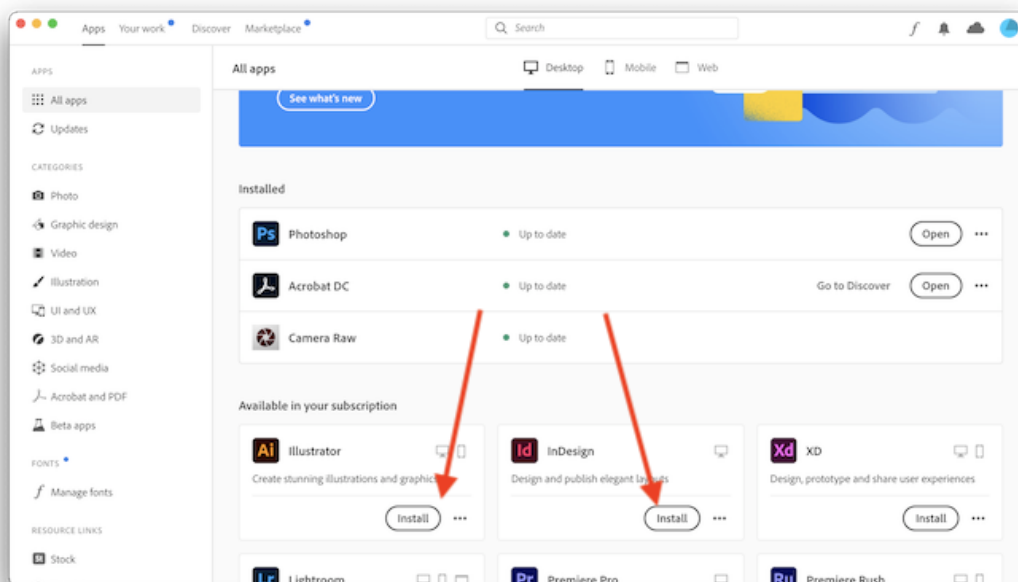 Apps Your work Discover Marketplace Search
APPS
All apps
Updates
CATEGORIES
Photo
Graphic design
Video
Illustration
UI and UX
3D and AR
Social media
Acrobat and PDF
Beta apps
FONTS
Manage fonts
RESOURCE LINKS
St Stock
All apps Desktop Mobile Web
See what's new
Installed
Ps Photoshop Up to date Open
Acrobat DC Up to date Go to Discover Open
Camera Raw Up to date
Available in your subscription
Ai Illustrator
Create stunning illustrations and graphics
Install
Id InDesign
Design and publish elegant layouts
Install
Xd XD
Design, prototype and share user experiences
Install
Lr Lightroom
Pr Premiere Pro
Ru Premiere Rush